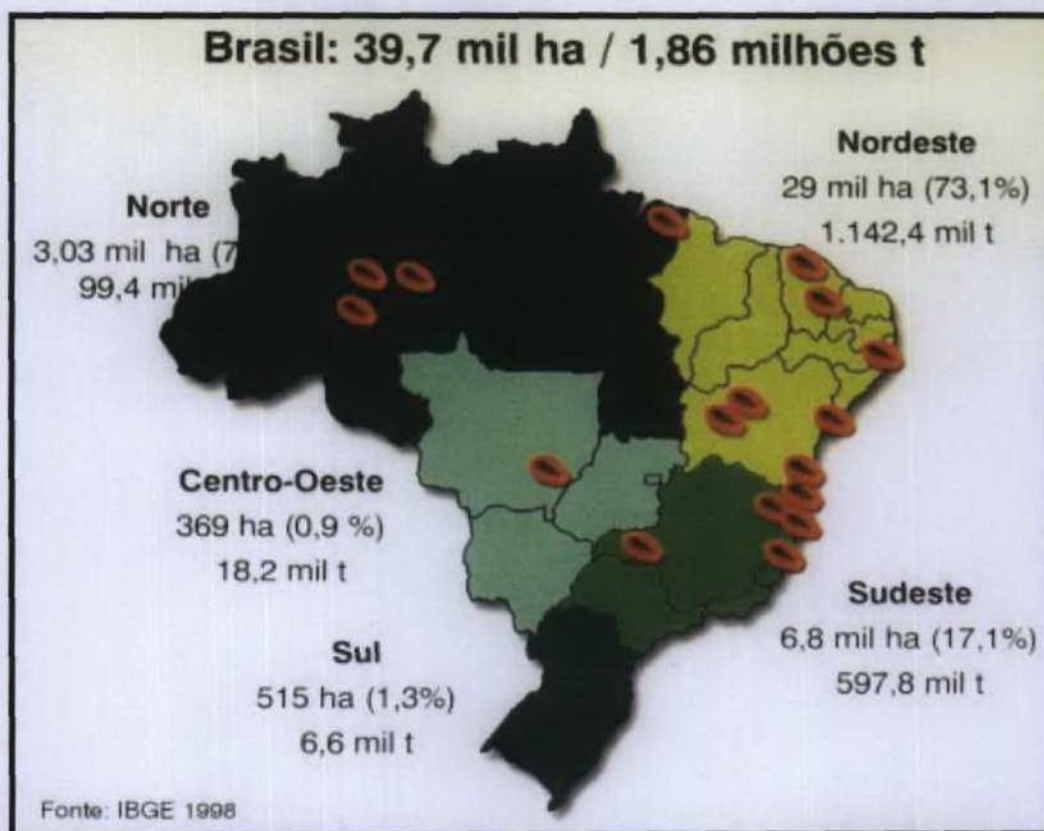 Brasil: 39,7 mil ha / 1,86 milhões t
Nordeste
29 mil ha (73,1%)
1.142,4 mil t
Norte
3,03 mil ha (7
99,4 mil
Centro-Oeste
369 ha (0,9 %)
18,2 mil t
Sudeste
6,8 mil ha (17,1%)
597,8 mil t
Sul
515 ha (1,3%)
6,6 mil t
Fonte: IBGE 1998